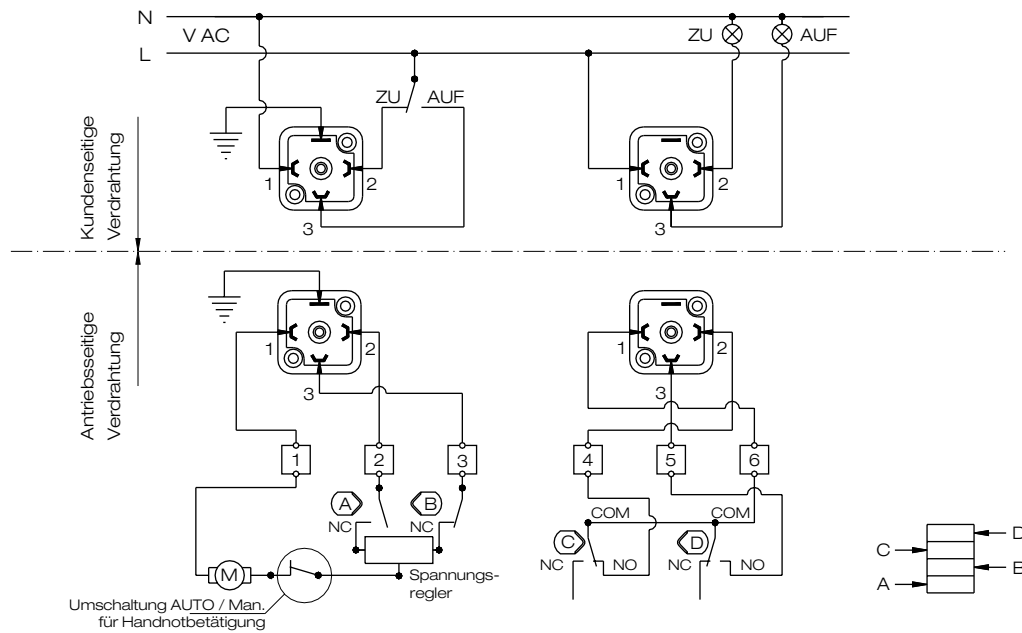 N
V AC
L
ZU
AUF
ZU
AUF
Kundenseitige
Verdrahtung
1
2
3
1
2
3
Antriebsseitige
Verdrahtung
1
2
3
1
2
3
1
2
3
4
5
6
A
B
NC
NC
COM
COM
C
D
NC
NO
NC
NO
M
Spannungs-
regler
Umschaltung AUTO / Man.
für Handnotbetätigung
D
C
B
A